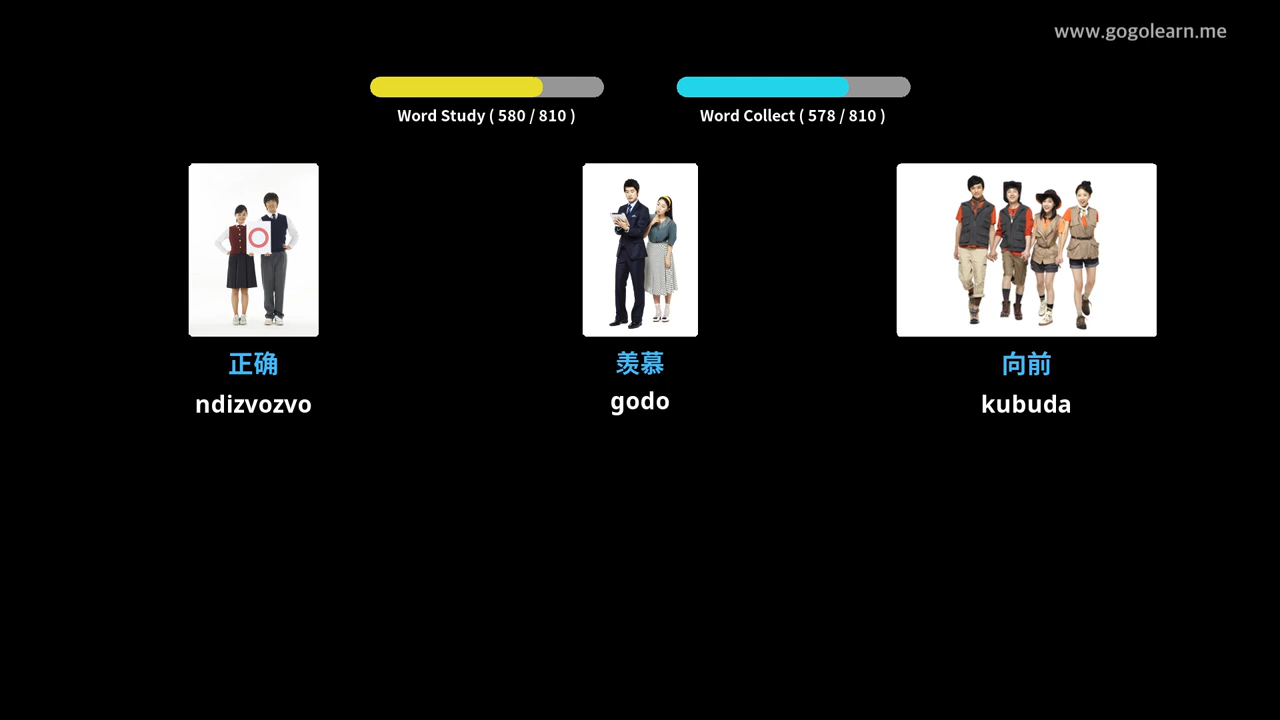 www.gogolearn.me
Word Study ( 580 / 810 )
Word Collect ( 578 / 810 )
正确
羡慕
向前
ndizvozvo
godo
kubuda